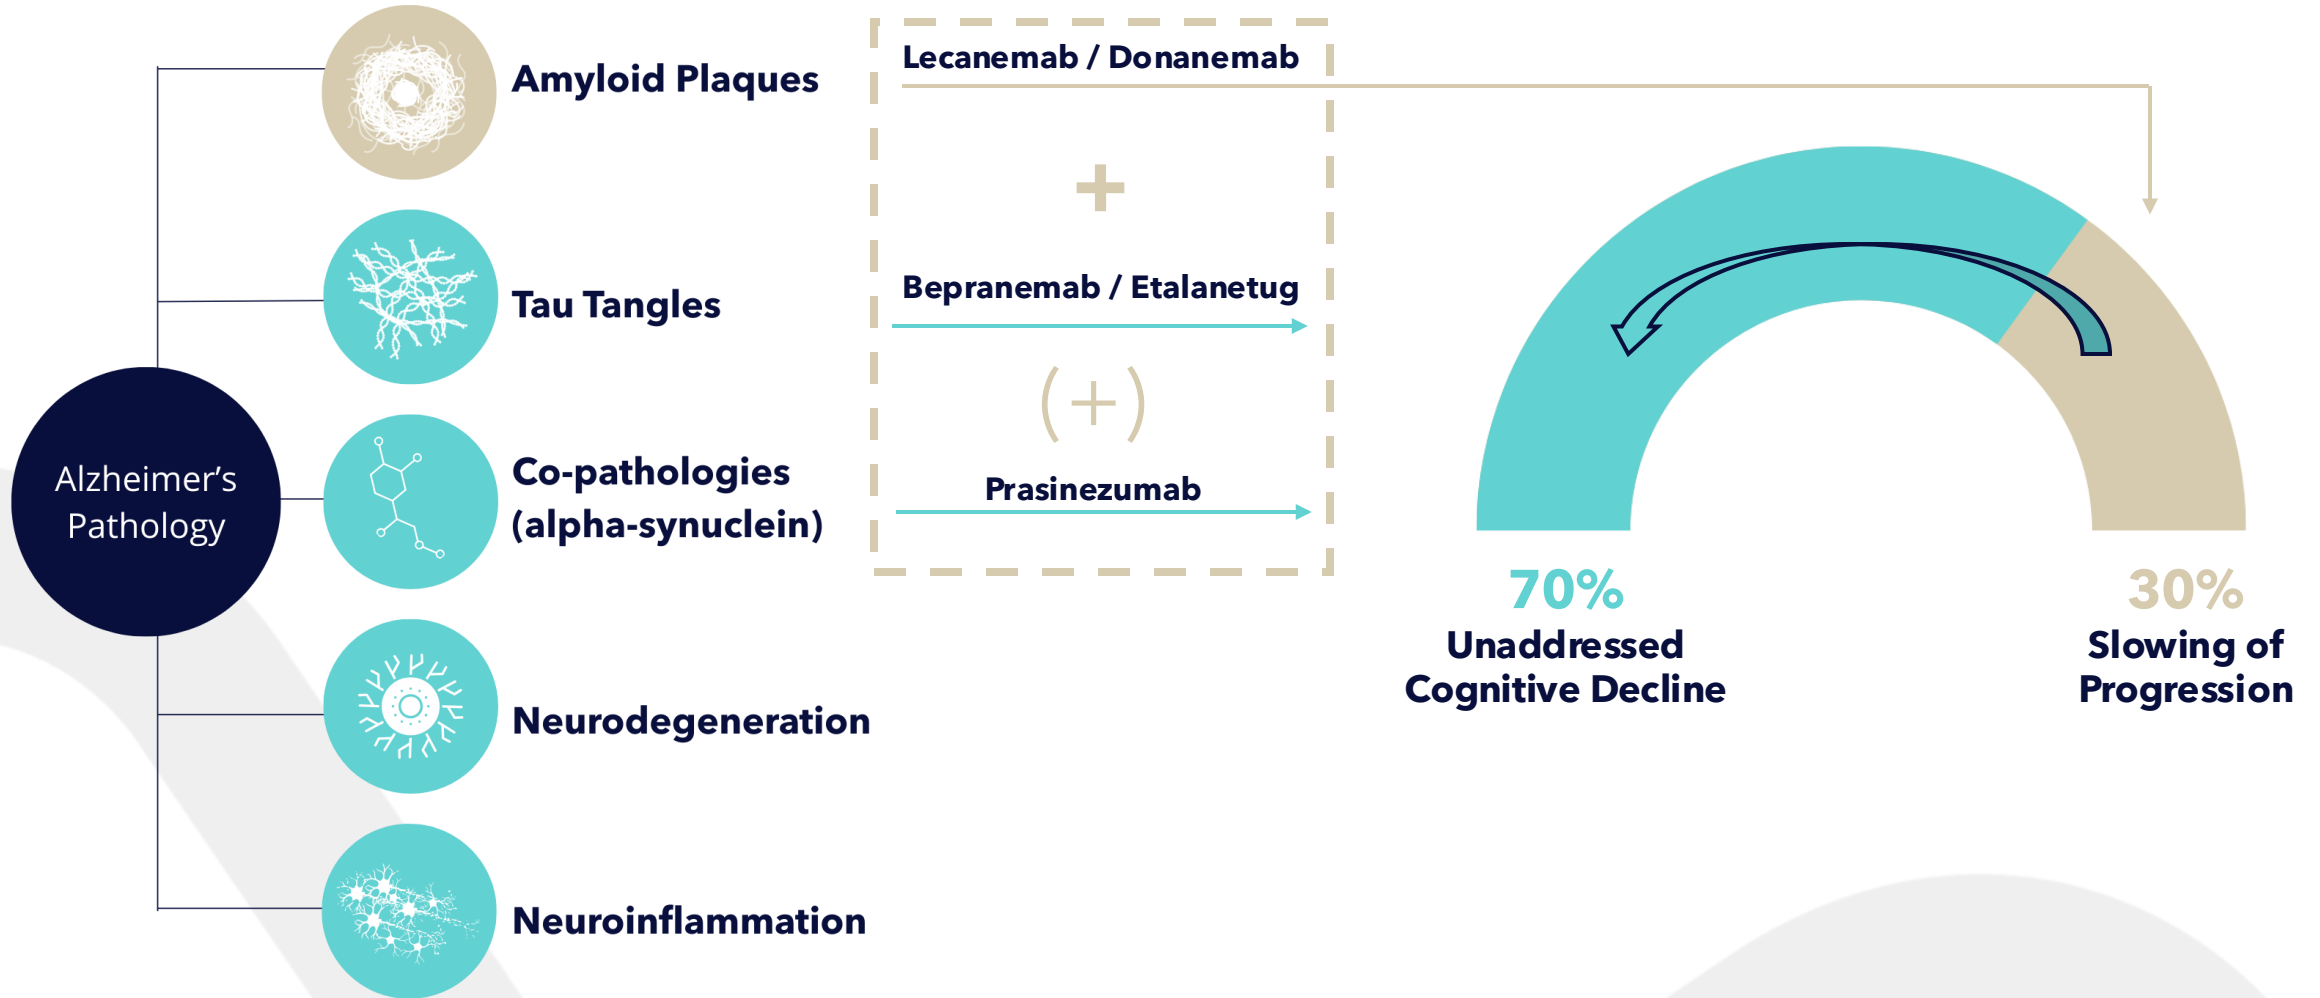 Alzheimer's
Pathology
Amyloid Plaques
Tau Tangles
Co-pathologies
(alpha-synuclein)
Neurodegeneration
Neuroinflammation
Lecanemab / Donanemab
+
Bepranemab / Etalanetug
(+)
Prasinezumab
70%
Unaddressed
Cognitive Decline
30%
Slowing of
Progression